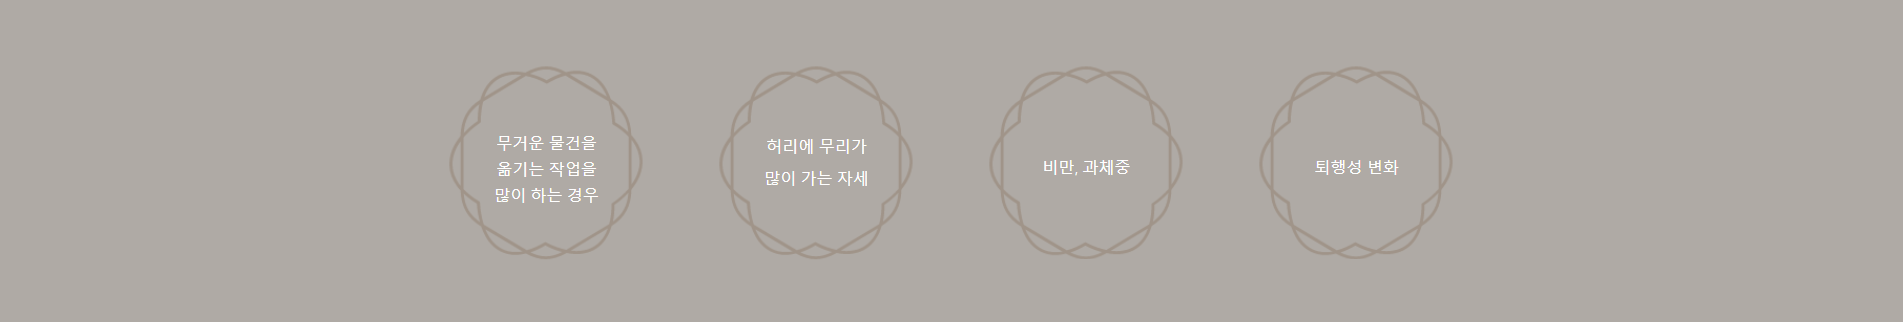 무거운 물건을
옮기는 작업을
많이 하는 경우
허리에 무리가
많이 가는 자세
비만, 과체중
퇴행성 변화